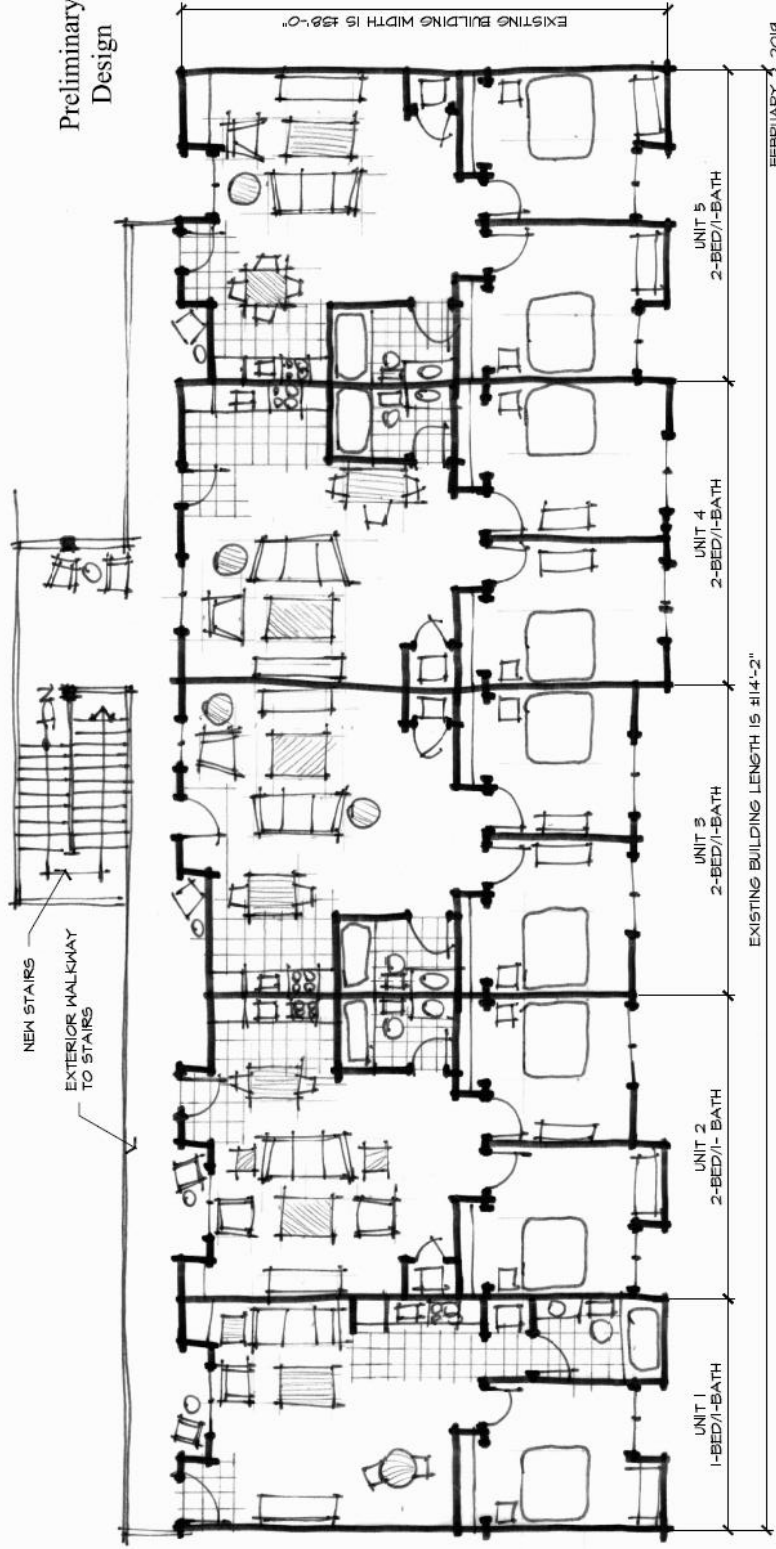 Preliminary
Design
NEW STAIRS
EXTERIOR WALKWAY
TO STAIRS
N
EXISTING BUILDING WIDTH IS ±38'-0"
UNIT 1
1-BED/1-BATH
UNIT 2
2-BED/1- BATH
UNIT 3
2-BED/1-BATH
UNIT 4
2-BED/1-BATH
UNIT 5
2-BED/1-BATH
EXISTING BUILDING LENGTH IS ±114'-2"
FEBRUARY